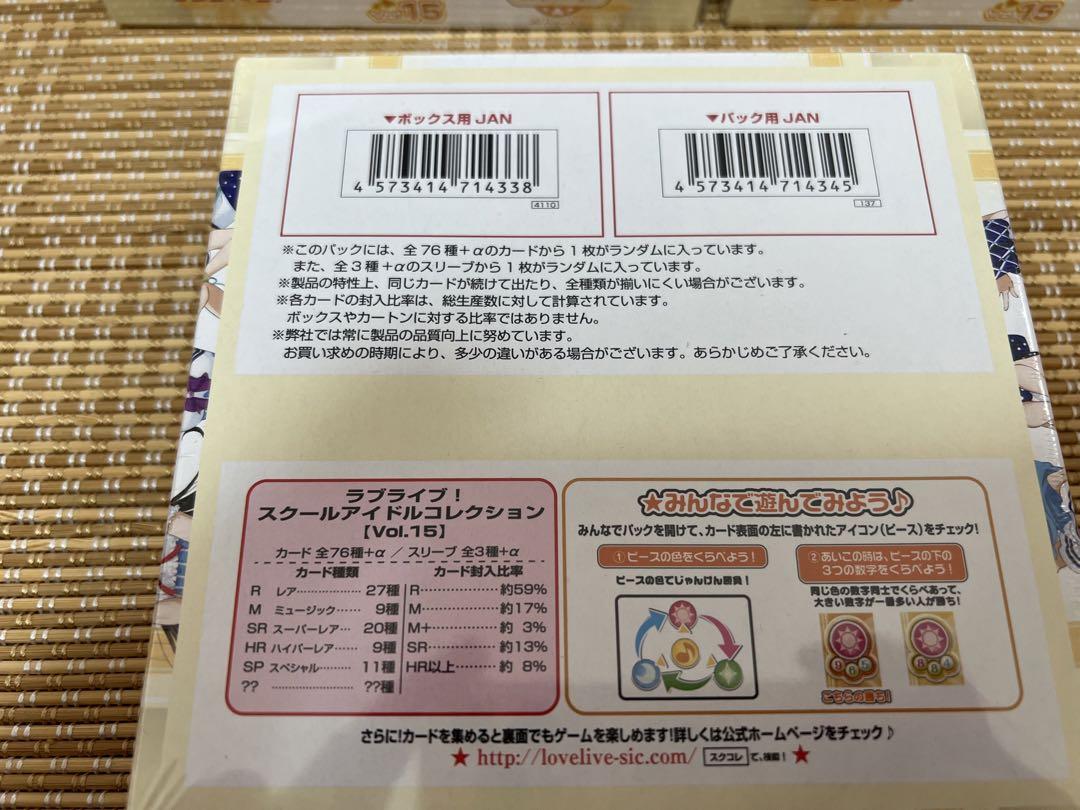 Vol.15
▼ボックス用 JAN
4 573414 714338
4110
▼パック用 JAN
4 573414 714345
137
※このパックには、全76種+αのカードから1枚がランダムに入っています。
また、全3種+αのスリーブから1枚がランダムに入っています。
※製品の特性上、同じカードが続けて出たり、全種類が揃いにくい場合がございます。
※各カードの封入比率は、総生産数に対して計算されています。
ボックスやカートンに対する比率ではありません。
※弊社では常に製品の品質向上に努めています。
お買い求めの時期により、多少の違いがある場合がございます。あらかじめご了承ください。
ラブライブ!
スクールアイドルコレクション
【Vol.15】
カード 全76種+α / スリーブ 全3種+α
カード種類
R レア…………… 27種
M ミュージック…… 9種
SR スーパーレア… 20種
HR ハイパーレア… 9種
SP スペシャル…… 11種
?? …………… ??種
カード封入比率
R…………… 約59%
M…………… 約17%
M+………… 約 3%
SR………… 約13%
HR以上…… 約 8%
★みんなで遊んでみよう♪
みんなでパックを開けて、カード表面の左に書かれたアイコン(ピース)をチェック!
①ピースの色をくらべよう!
ピースの色でじゃんけん勝負!
②あいこの時は、ピースの下の
3つの数字をくらべよう!
同じ色の数字同士でくらべあって、
大きい数字が一番多い人が勝ち!
こちらの勝ち!
さらに!カードを集めると裏面でもゲームを楽しめます!詳しくは公式ホームページをチェック♪
★http://lovelive-sic.com/ スクコレ で、検索! ★